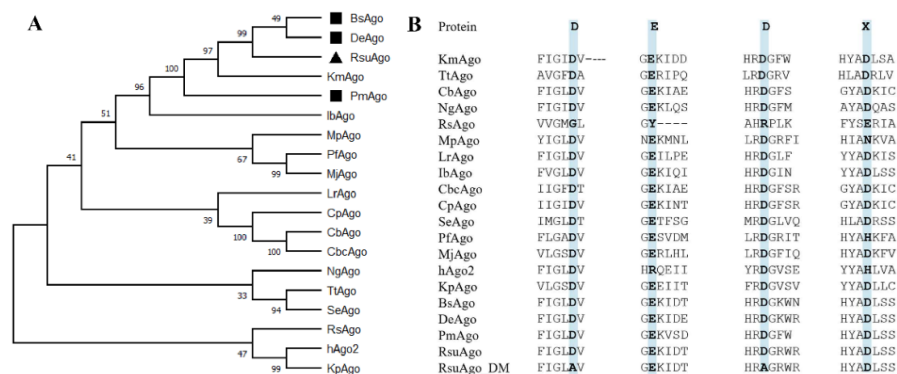 A
49
BsAgo
99
DeAgo
97
RsuAgo
100
KmAgo
96
PmAgo
51
IbAgo
MpAgo
41
67
PfAgo
99
MjAgo
LrAgo
39
CpAgo
100
CbAgo
100
CbcAgo
NgAgo
33
TtAgo
94
SeAgo
RsAgo
47
hAgo2
99
KpAgo
B
Protein D E D X
KmAgo FIGIDV---- GEKIDD HRDGFW HYADLSA
TtAgo AVGFDA GERIPQ LRDGRV HLADRLV
CbAgo FIGLDV GEKIAE HRDGFS GYADKIC
NgAgo FIGIDV GEKLQS HRDGFM AYADQAS
RsAgo VVGMGL GY----- AHRPLK FYSERIA
MpAgo YIGLDV NEKMNL LRDGRFI HIANKVA
LrAgo FIGLDV GEILPE HRDGLF YYADKIS
IbAgo FVGLDV GEKIQI HRDGIN YYADLSS
CbcAgo IIGFDT GEKIAE HRDGFSR GYADKIC
CpAgo IIGIDV GEKINT HRDGFSR GYADKIC
SeAgo IMGLDT GETFSG MRDGLVQ HLADRSS
PfAgo FLGADV GESVDM LRDGRIT HYAHKFA
MjAgo VLGSDV GERLHL LRDGFIQ HYADKFV
hAgo2 FIGLDV HRQEII YRDGVSE YYAHLVA
KpAgo VLGSDV GEEIIT FRDGVSV YYADLLC
BsAgo FIGLDV GEKIDT HRDGKWN HYADLSS
DeAgo FIGLDV GEKIDE HRDGKWR HYADLSS
PmAgo FIGLDV GEKVSD HRDGFW HYADLSS
RsuAgo FIGLDV GEKIDT HRDGRWR HYADLSS
RsuAgo_DM FIGLAV GEKIDT HRAGRWR HYADLSS